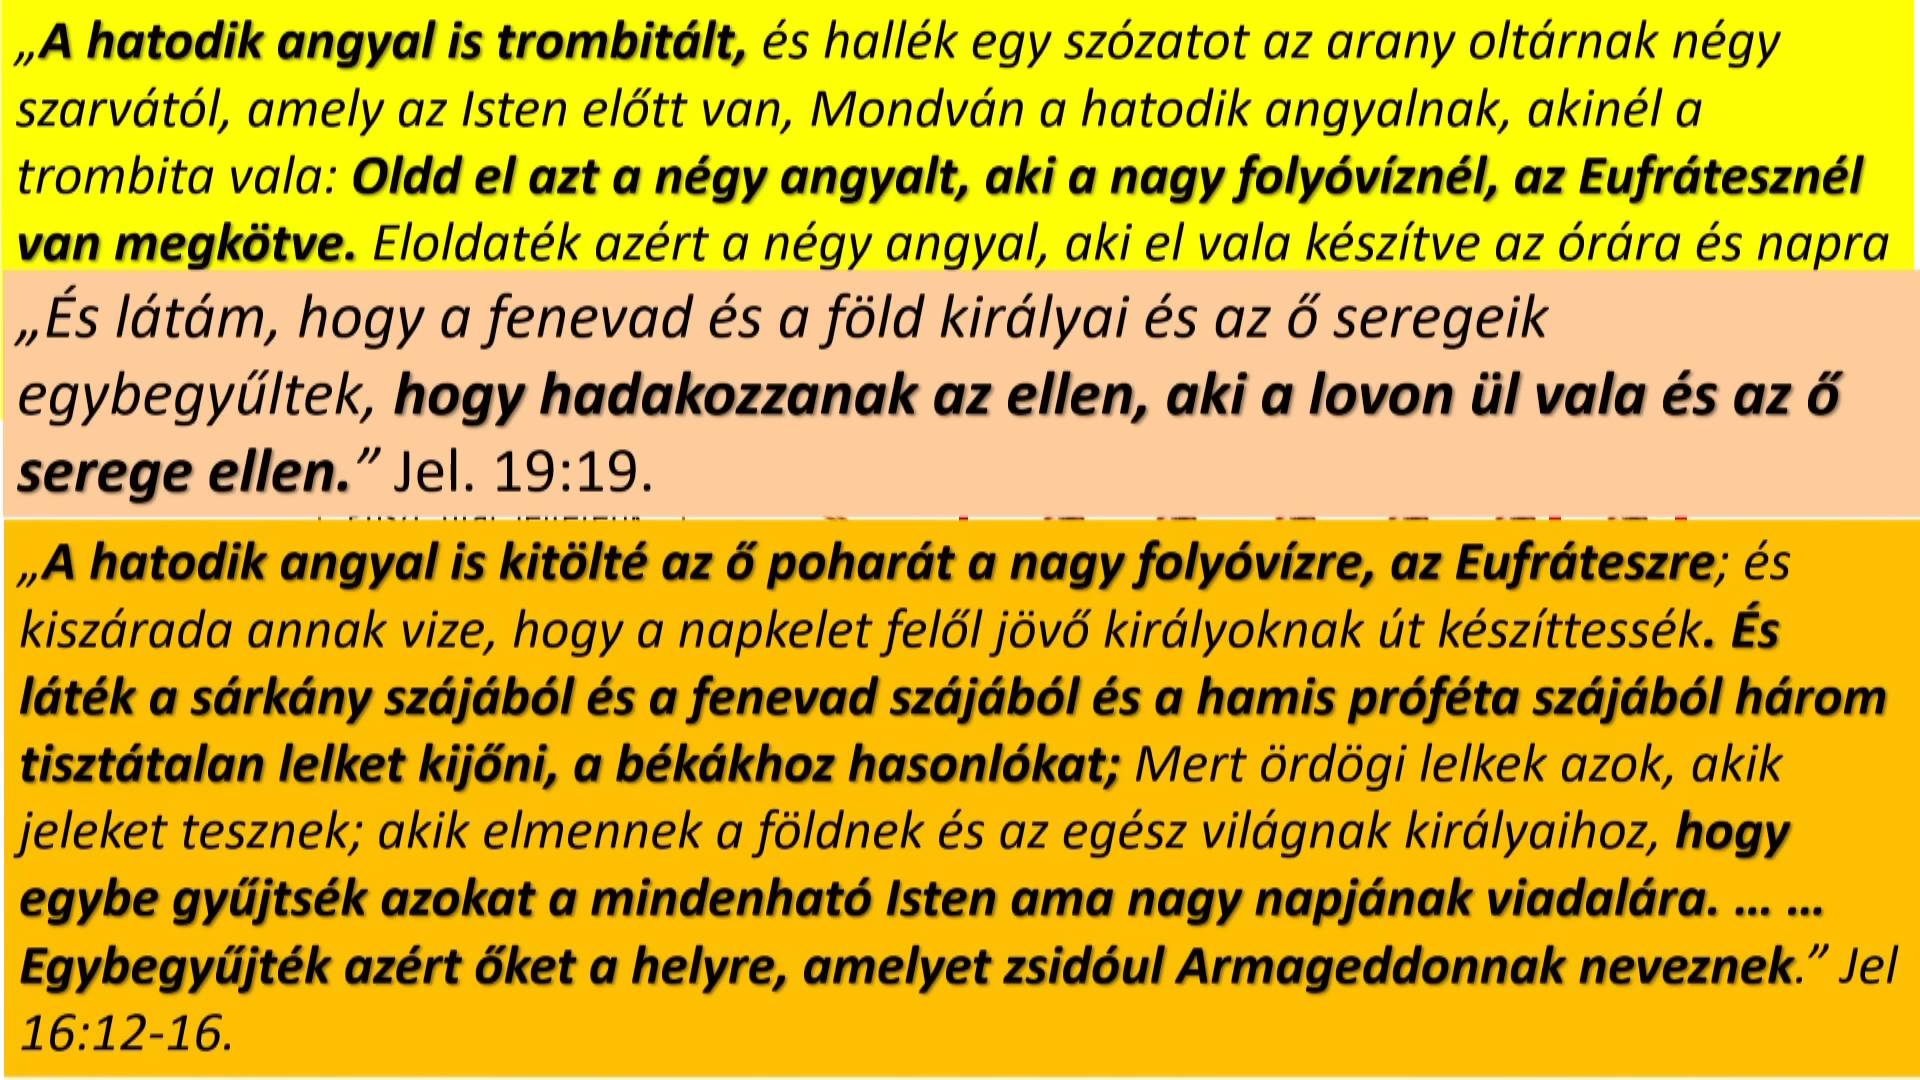 „A hatodik angyal is trombitált, és hallék egy szózatot az arany oltárnak négy
szarvától, amely az Isten előtt van, Mondván a hatodik angyalnak, akinél a
trombita vala: Oldd el azt a négy angyalt, aki a nagy folyóvíznél, az Eufrátesznél
van megkötve. Eloldaték azért a négy angyal, aki el vala készítve az órára és napra
„És látám, hogy a fenevad és a föld királyai és az ő seregeik
egybegyűltek, hogy hadakozzanak az ellen, aki a lovon ül vala és az ő
serege ellen.” Jel. 19:19.
„A hatodik angyal is kitölté az ő poharát a nagy folyóvízre, az Eufráteszre; és
kiszárada annak vize, hogy a napkelet felől jövő királyoknak út készíttessék. És
láték a sárkány szájából és a fenevad szájából és a hamis próféta szájából három
tisztátalan lelket kijőni, a békákhoz hasonlókat; Mert ördögi lelkek azok, akik
jeleket tesznek; akik elmennek a földnek és az egész világnak királyaihoz, hogy
egybe gyűjtsék azokat a mindenható Isten ama nagy napjának viadalára. ... ...
Egybegyűjték azért őket a helyre, amelyet zsidóul Armageddonnak neveznek.” Jel
16:12-16.